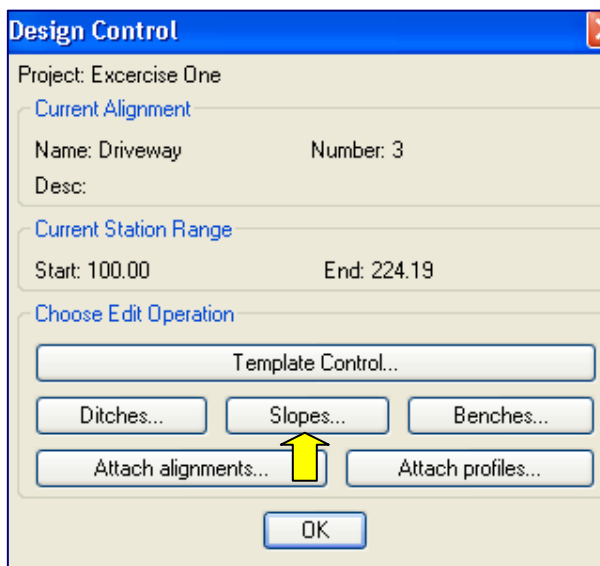 Design Control
Project: Excercise One
Current Alignment
Name: Driveway Number: 3
Desc:
Current Station Range
Start: 100.00 End: 224.19
Choose Edit Operation
Template Control...
Ditches... Slopes... Benches...
Attach alignments... Attach profiles...
OK